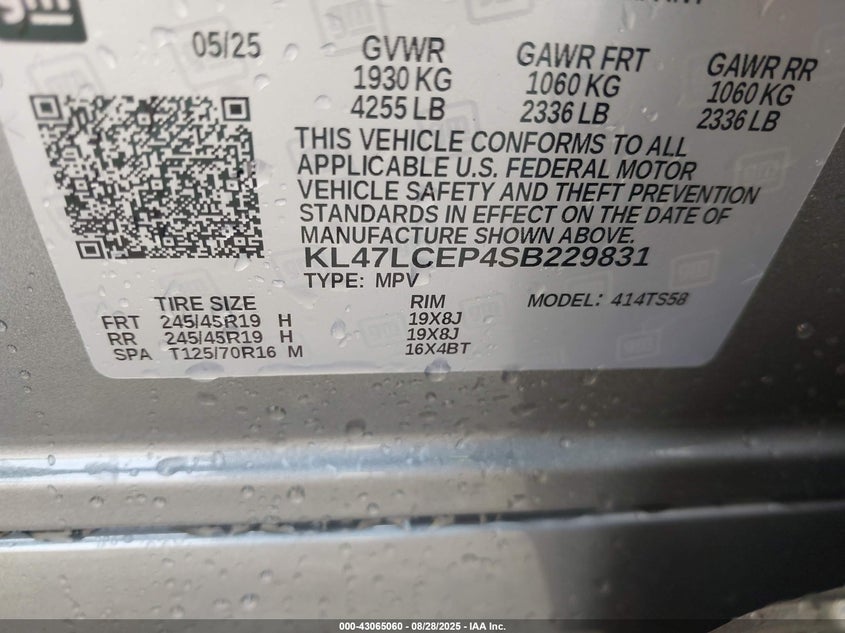 gm
05/25
GVWR
1930 KG
4255 LB
GAWR FRT
1060 KG
2336 LB
GAWR RR
1060 KG
2336 LB
THIS VEHICLE CONFORMS TO ALL
APPLICABLE U.S. FEDERAL MOTOR
VEHICLE SAFETY AND THEFT PREVENTION
STANDARDS IN EFFECT ON THE DATE OF
MANUFACTURE SHOWN ABOVE.
KL47LCEP4SB229831
TYPE: MPV
MODEL: 414TS58
TIRE SIZE RIM
FRT 245/45R19 H 19X8J
RR 245/45R19 H 19X8J
SPA T125/70R16 M 16X4BT
000-43065060 - 08/28/2025 - IAA Inc.